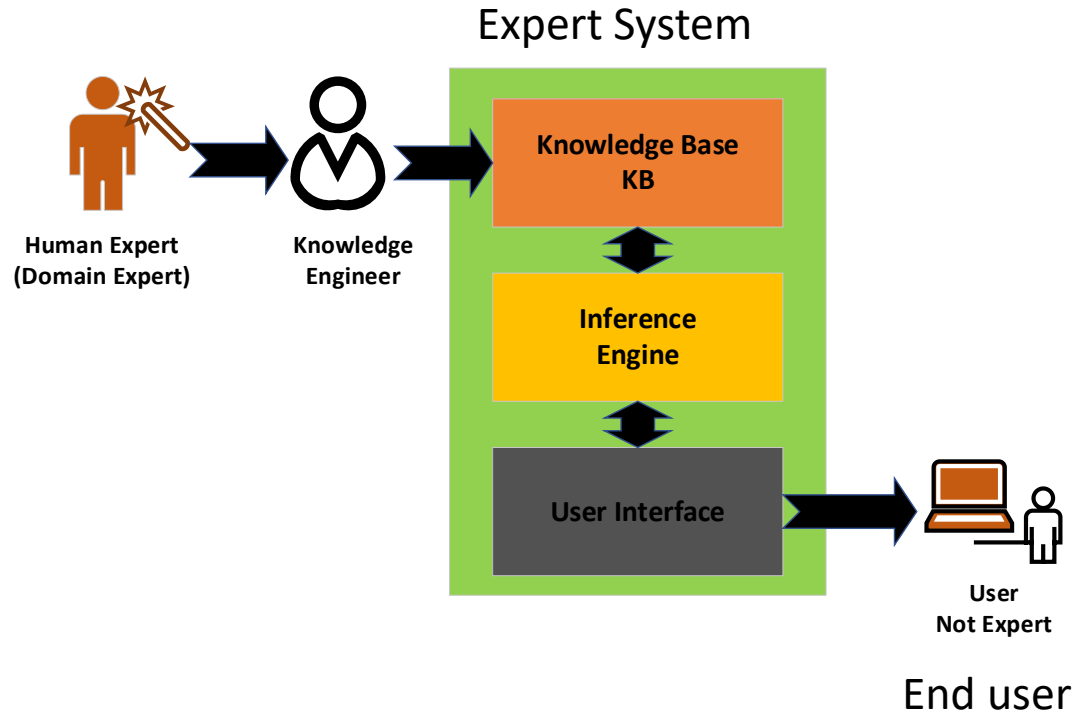 Expert System
Human Expert
(Domain Expert)
Knowledge
Engineer
Knowledge Base
KB
Inference
Engine
User Interface
User
Not Expert
End user